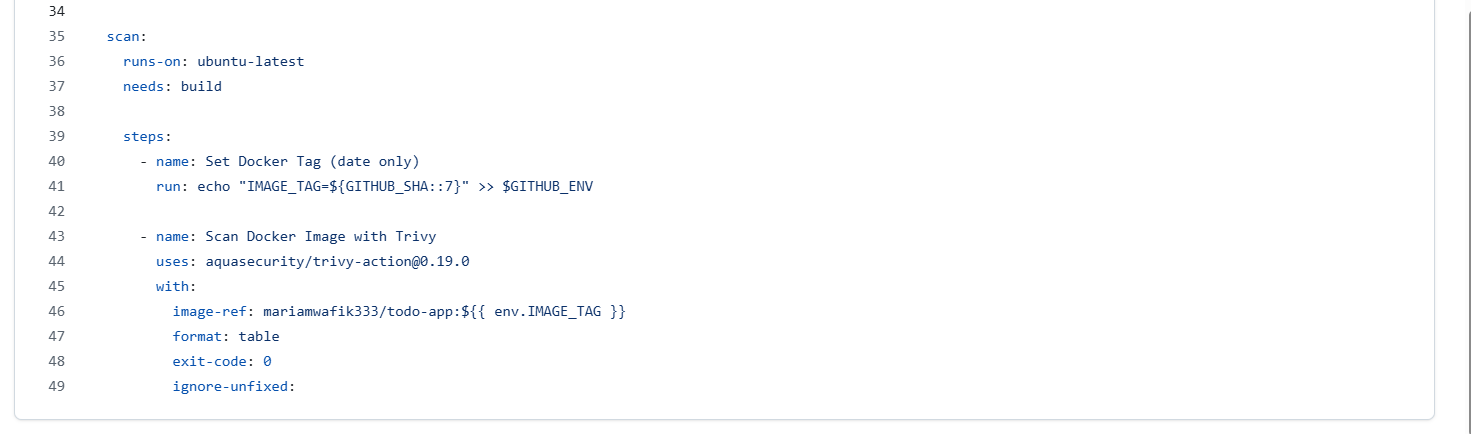 34
35 scan:
36 runs-on: ubuntu-latest
37 needs: build
38
39 steps:
40 - name: Set Docker Tag (date only)
41 run: echo "IMAGE_TAG=${GITHUB_SHA::7}" >> $GITHUB_ENV
42
43 - name: Scan Docker Image with Trivy
44 uses: aquasecurity/trivy-action@0.19.0
45 with:
46 image-ref: mariamwafik333/todo-app:${{ env.IMAGE_TAG }}
47 format: table
48 exit-code: 0
49 ignore-unfixed: